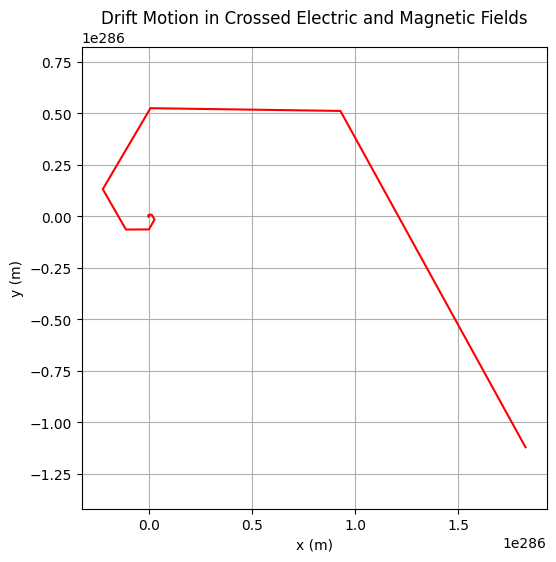 Drift Motion in Crossed Electric and Magnetic Fields
1e286
0.75
0.50
0.25
0.00
−0.25
−0.50
−0.75
−1.00
−1.25
y (m)
0.0 0.5 1.0 1.5
1e286
x (m)